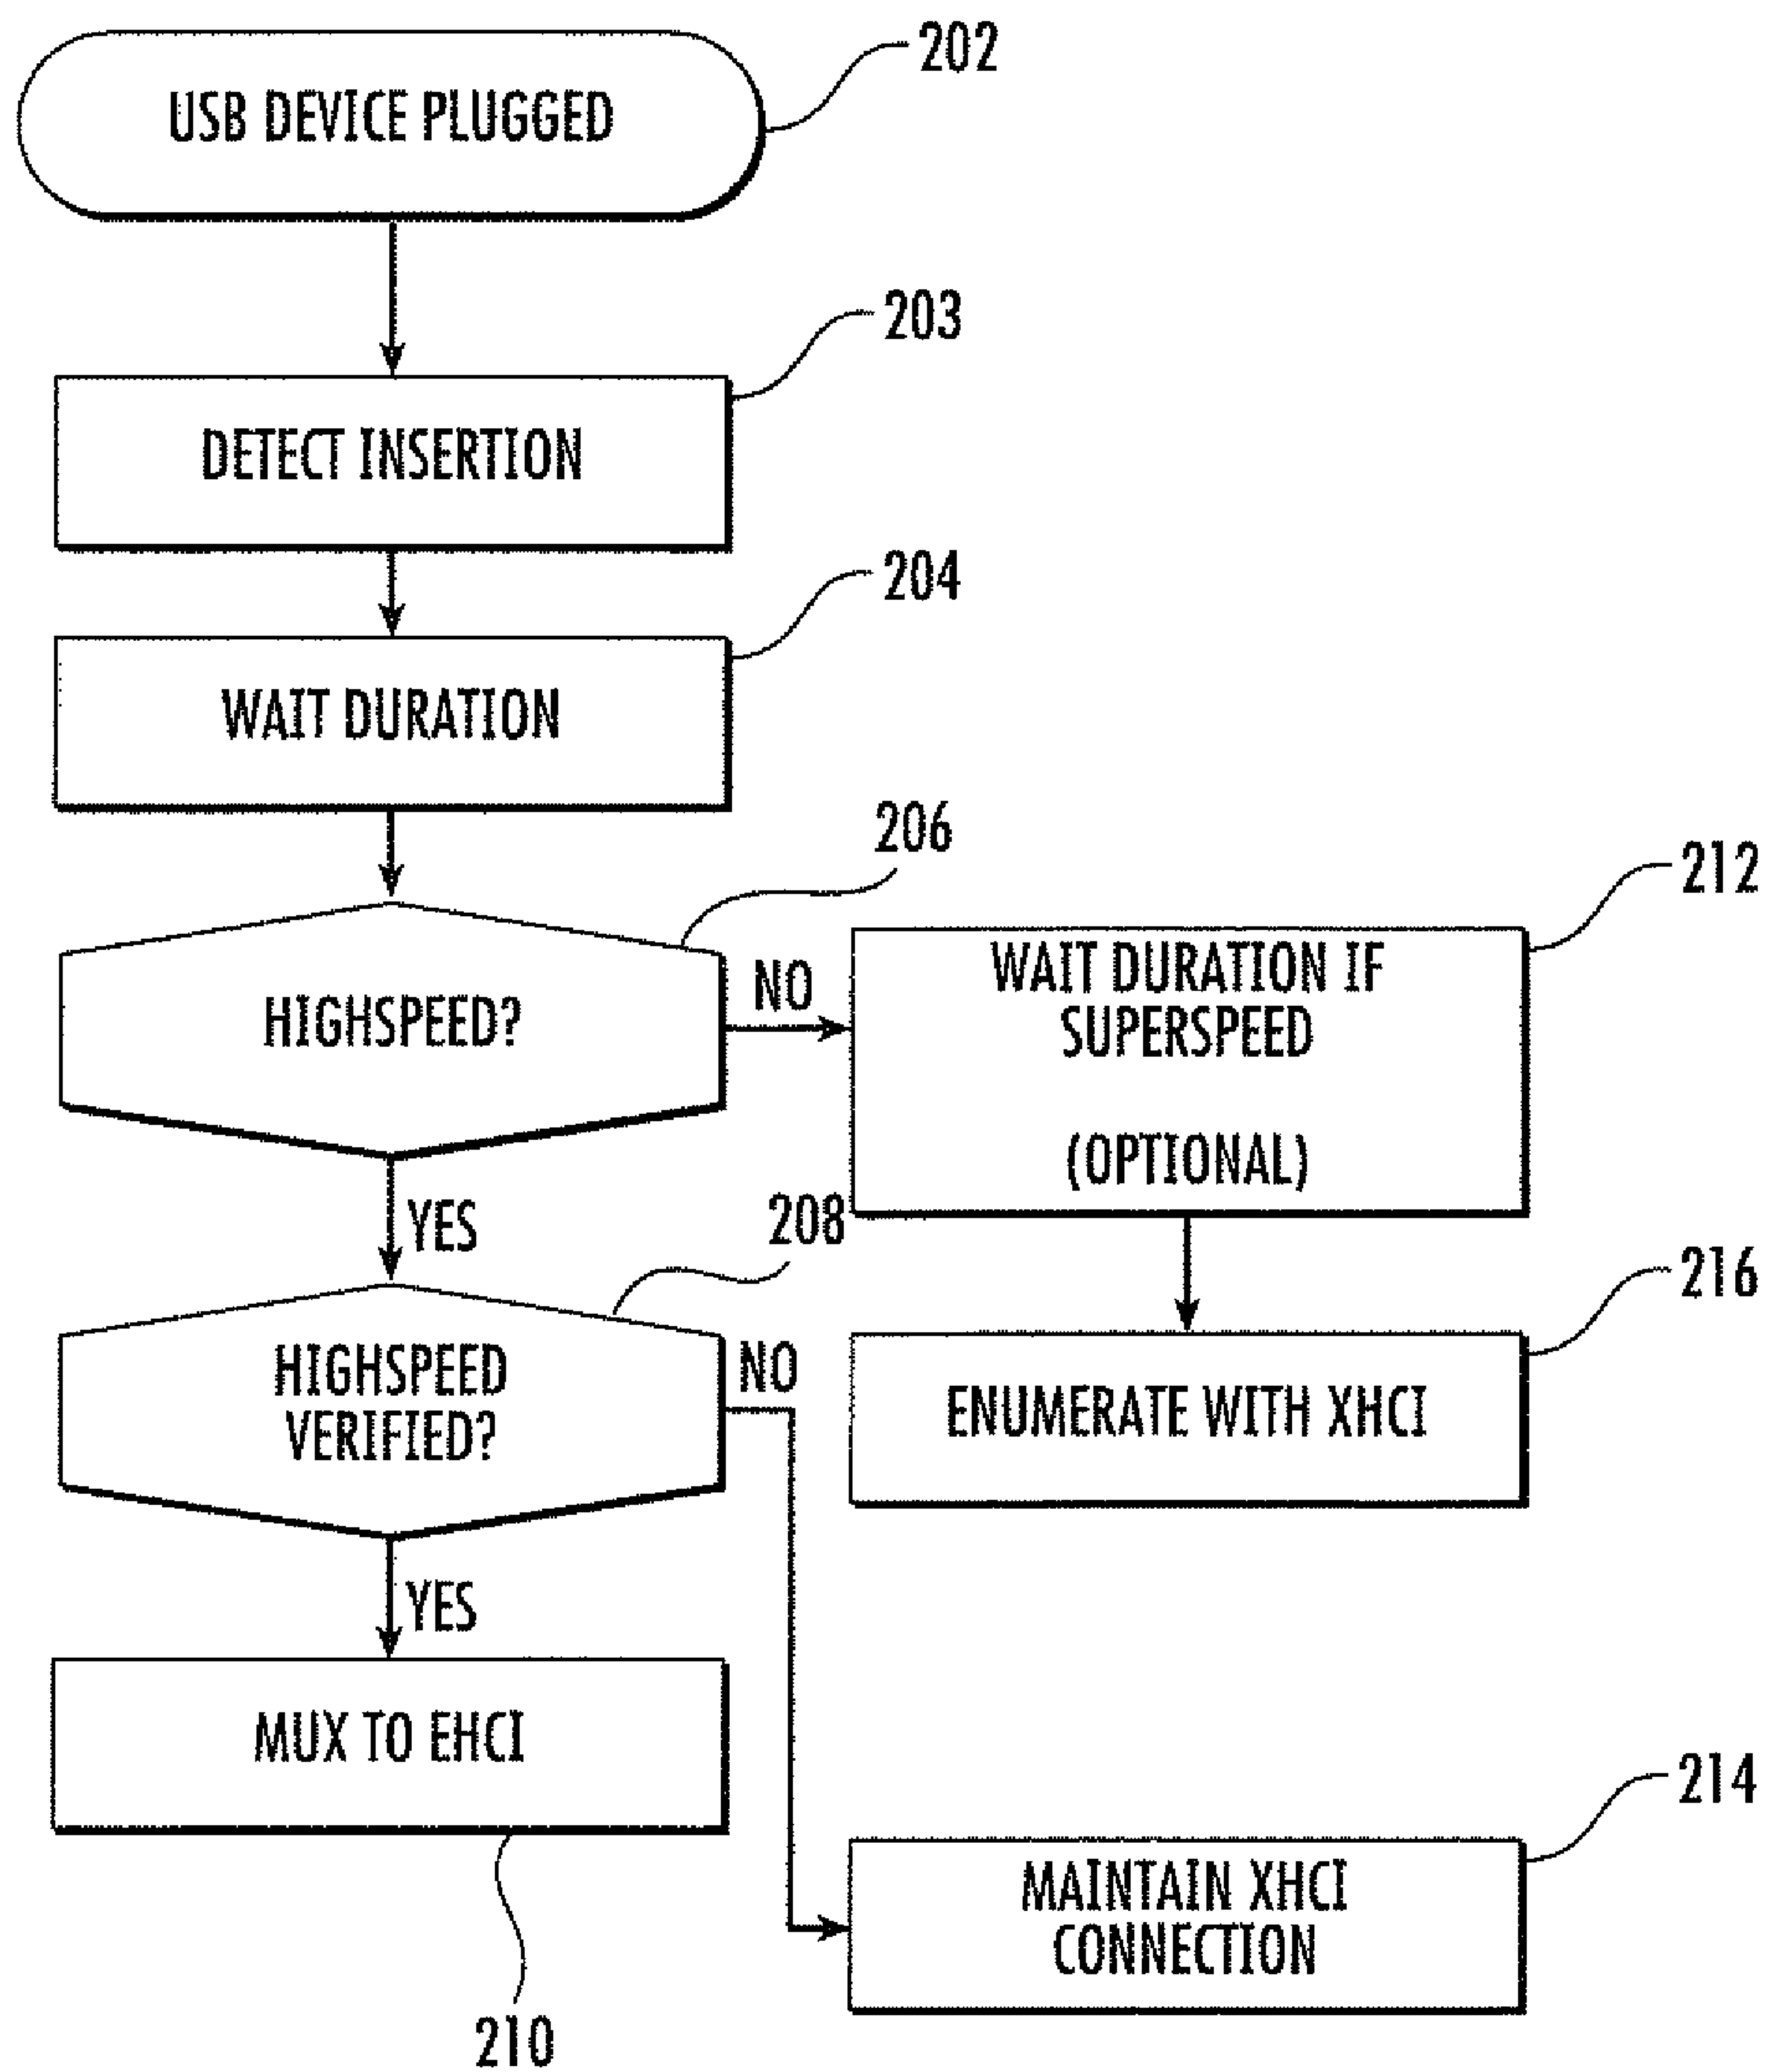 USB DEVICE PLUGGED
202
DETECT INSERTION
203
WAIT DURATION
204
HIGHSPEED?
206
NO
WAIT DURATION IF
SUPERSPEED
(OPTIONAL)
212
YES
HIGHSPEED
VERIFIED?
208
NO
ENUMERATE WITH XHCI
216
YES
MUX TO EHCI
210
MAINTAIN XHCI
CONNECTION
214